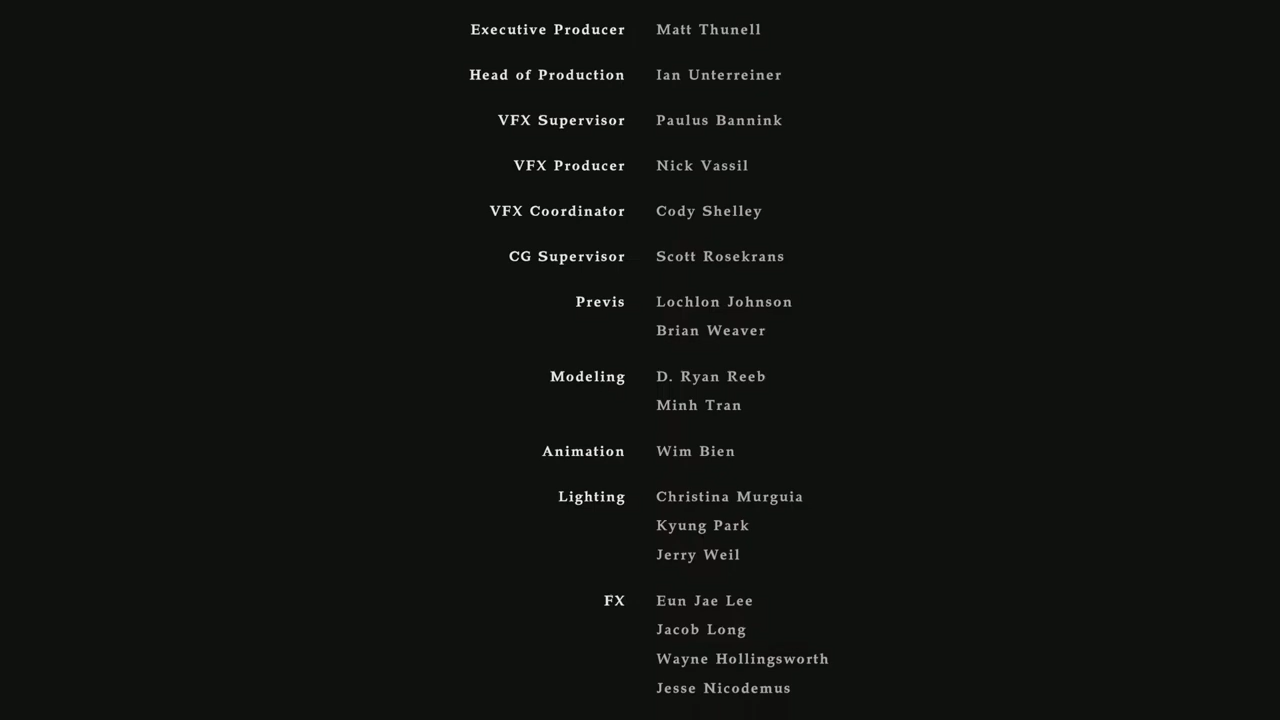 Executive Producer Matt Thunell
Head of Production Ian Unterreiner
VFX Supervisor Paulus Bannink
VFX Producer Nick Vassil
VFX Coordinator Cody Shelley
CG Supervisor Scott Rosekrans
Previs Lochlon Johnson
Brian Weaver
Modeling D. Ryan Reeb
Minh Tran
Animation Wim Bien
Lighting Christina Murguia
Kyung Park
Jerry Weil
FX Eun Jae Lee
Jacob Long
Wayne Hollingsworth
Jesse Nicodemus